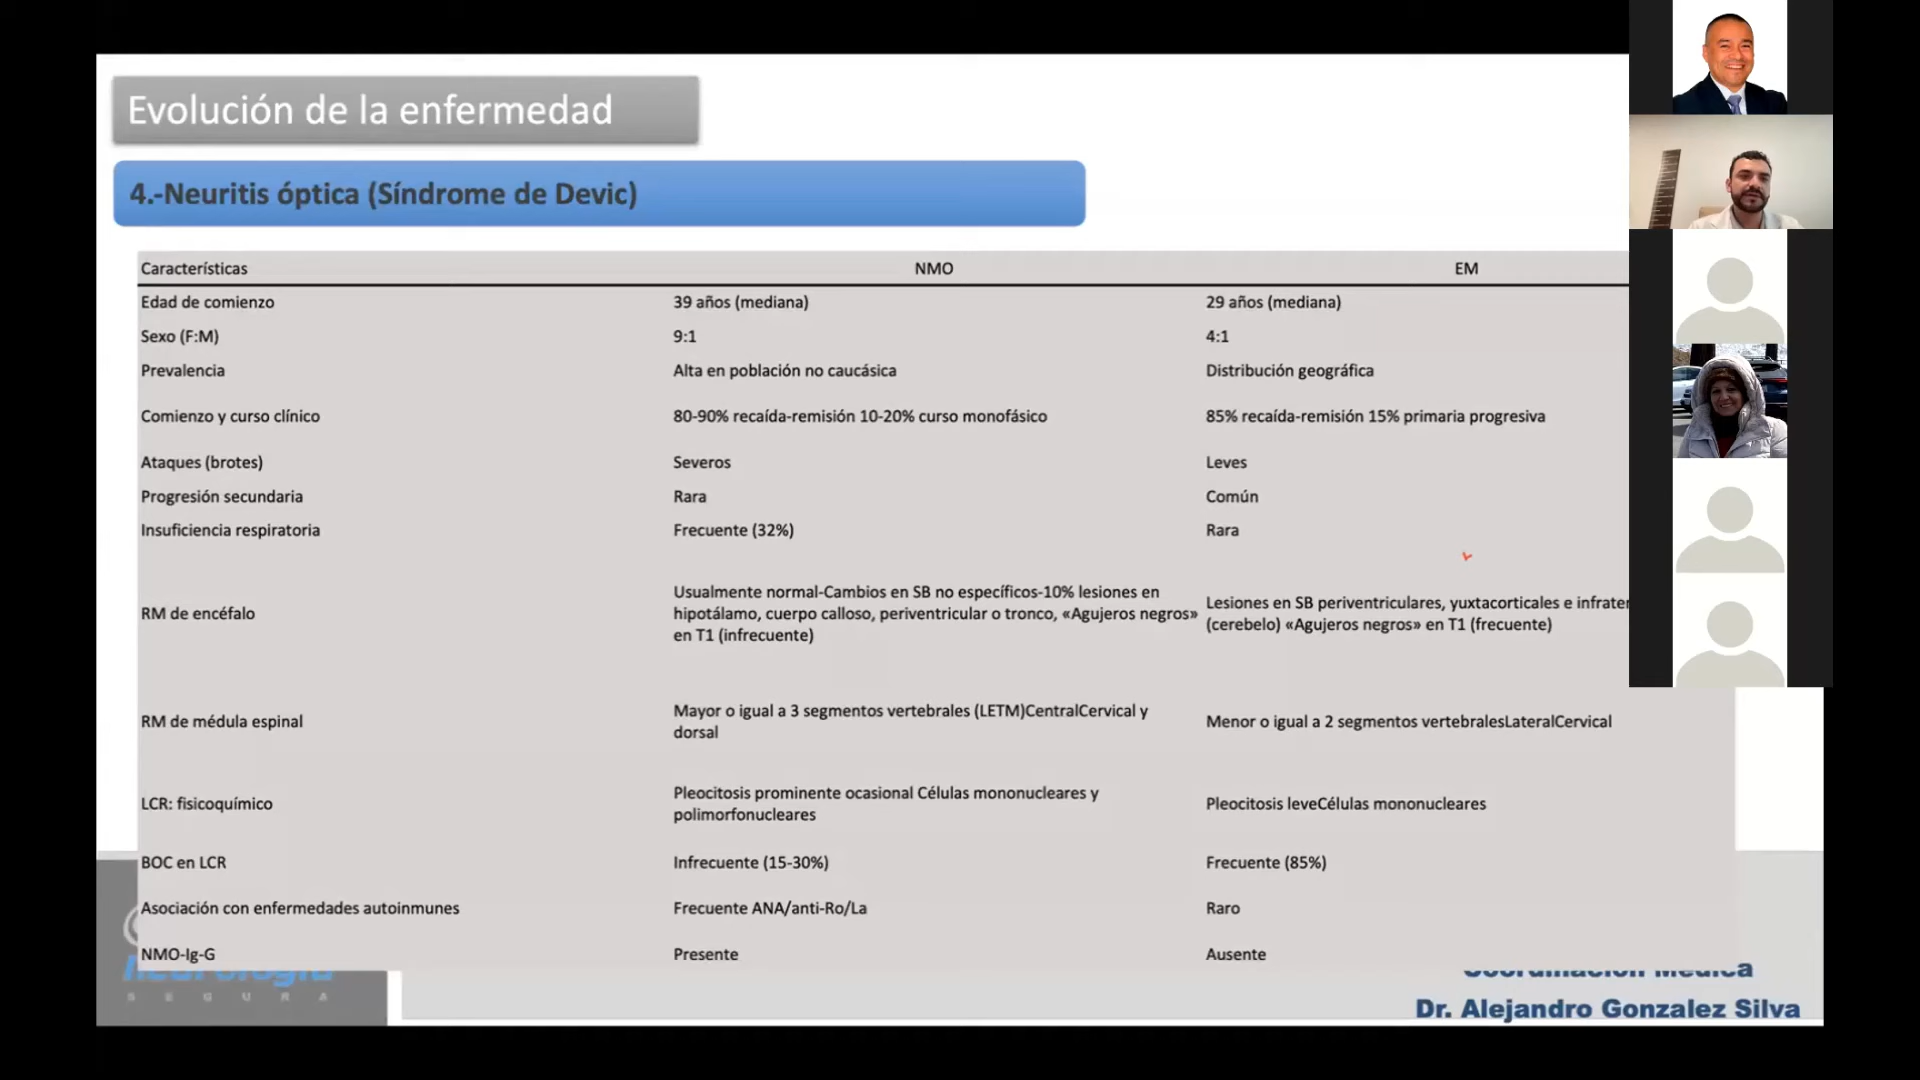 Evolución de la enfermedad
4.-Neuritis óptica (Síndrome de Devic)
Características NMO EM
Edad de comienzo 39 años (mediana) 29 años (mediana)
Sexo (F:M) 9:1 4:1
Prevalencia Alta en población no caucásica Distribución geográfica
Comienzo y curso clínico 80-90% recaída-remisión 10-20% curso monofásico 85% recaída-remisión 15% primaria progresiva
Ataques (brotes) Severos Leves
Progresión secundaria Rara Común
Insuficiencia respiratoria Frecuente (32%) Rara
RM de encéfalo
Usualmente normal-Cambios en SB no específicos-10% lesiones en
hipotálamo, cuerpo calloso, periventricular o tronco, «Agujeros negros»
en T1 (infrecuente)
Lesiones en SB periventriculares, yuxtacorticales e
(cerebelo) «Agujeros negros» en T1 (frecuente)
RM de médula espinal
Mayor o igual a 3 segmentos vertebrales (LETM)CentralCervical y
dorsal
Menor o igual a 2 segmentos vertebralesLateralCervical
LCR: fisicoquímico
Pleocitosis prominente ocasional Células mononucleares y
polimorfonucleares
Pleocitosis leveCélulas mononucleares
BOC en LCR Infrecuente (15-30%) Frecuente (85%)
Asociación con enfermedades autoinmunes Frecuente ANA/anti-Ro/La Raro
NMO-Ig-G Presente Ausente
SEGURA
Coordinación Médica
Dr. Alejandro Gonzalez Silva